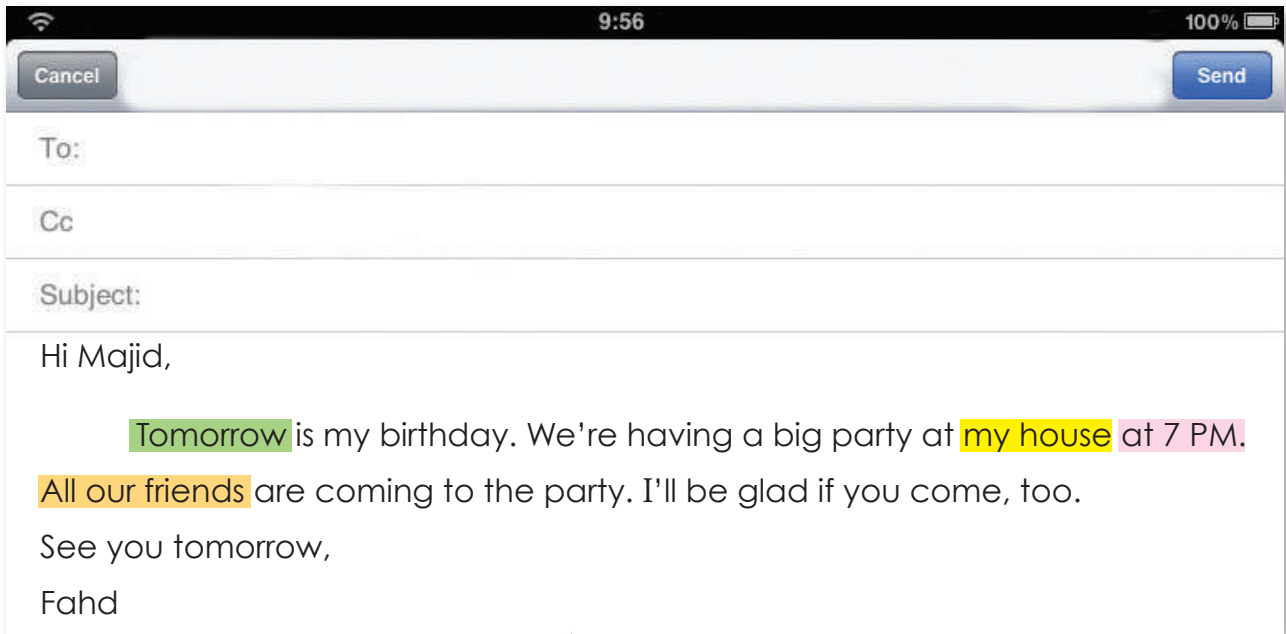 9:56
100%
Cancel
Send
To:
Cc
Subject:
Hi Majid,
Tomorrow is my birthday. We're having a big party at my house at 7 PM.
All our friends are coming to the party. I'll be glad if you come, too.
See you tomorrow,
Fahd